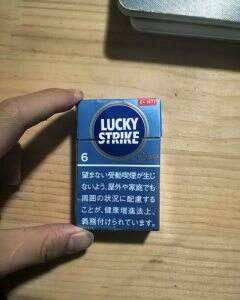 LUCKY
STRIKE
6
望まない受動喫煙が生じ
ないよう、屋外や家庭でも
周囲の状況に配慮する
ことが、健康増進法上、
義務付けられています。